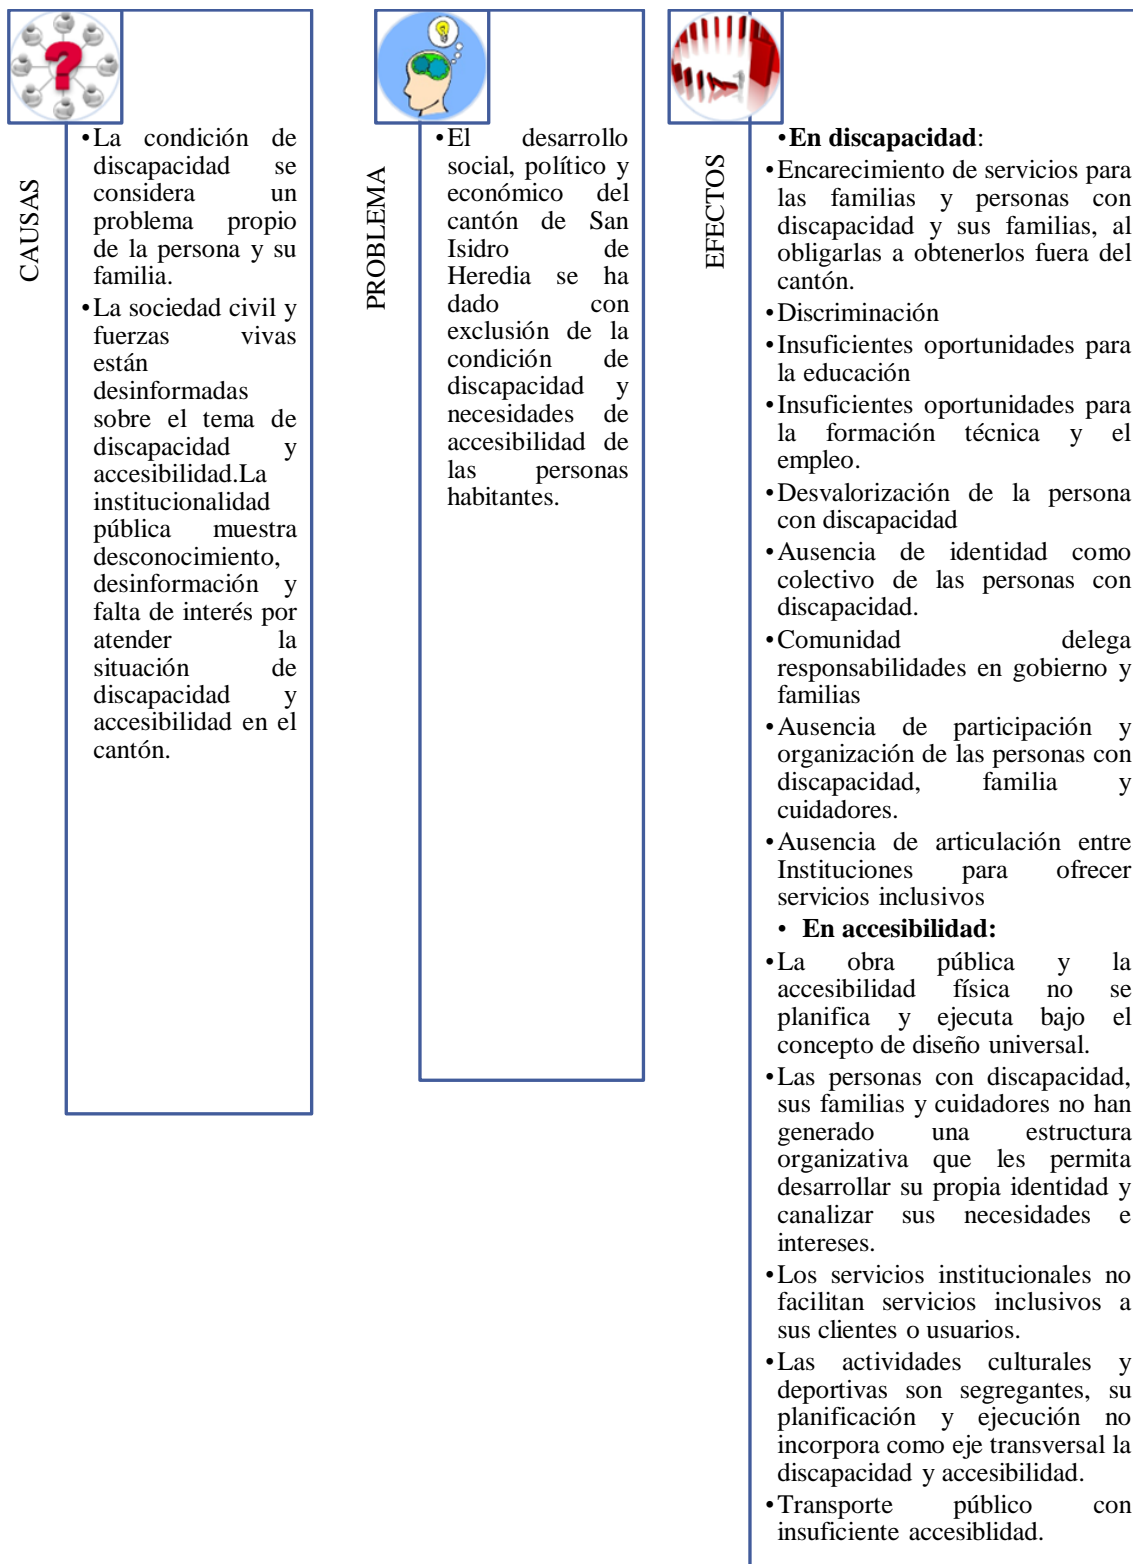 CAUSAS
•La condición de
discapacidad se
considera un
problema propio
de la persona y su
familia.
•La sociedad civil y
fuerzas vivas
están
desinformadas
sobre el tema de
discapacidad y
accesibilidad.La
institucionalidad
pública muestra
desconocimiento,
desinformación y
falta de interés por
atender la
situación de
discapacidad y
accesibilidad en el
cantón.
PROBLEMA
•El desarrollo
social, político y
económico del
cantón de San
Isidro de
Heredia se ha
dado con
exclusión de la
condición de
discapacidad y
necesidades de
accesibilidad de
las personas
habitantes.
EFECTOS
•En discapacidad:
•Encarecimiento de servicios para
las familias y personas con
discapacidad y sus familias, al
obligarlas a obtenerlos fuera del
cantón.
•Discriminación
•Insuficientes oportunidades para
la educación
•Insuficientes oportunidades para
la formación técnica y el
empleo.
•Desvalorización de la persona
con discapacidad
•Ausencia de identidad como
colectivo de las personas con
discapacidad.
•Comunidad delega
responsabilidades en gobierno y
familias
•Ausencia de participación y
organización de las personas con
discapacidad, familia y
cuidadores.
•Ausencia de articulación entre
Instituciones para ofrecer
servicios inclusivos
• En accesibilidad:
•La obra pública y la
accesibilidad física no se
planifica y ejecuta bajo el
concepto de diseño universal.
•Las personas con discapacidad,
sus familias y cuidadores no han
generado una estructura
organizativa que les permita
desarrollar su propia identidad y
canalizar sus necesidades e
intereses.
•Los servicios institucionales no
facilitan servicios inclusivos a
sus clientes o usuarios.
•Las actividades culturales y
deportivas son segregantes, su
planificación y ejecución no
incorpora como eje transversal la
discapacidad y accesibilidad.
•Transporte público con
insuficiente accesiblidad.